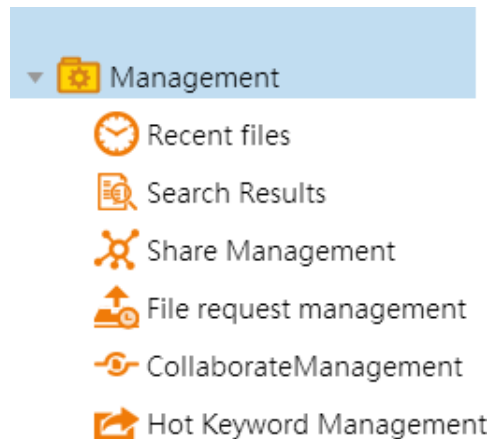 Management
Recent files
Search Results
Share Management
File request management
CollaborateManagement
Hot Keyword Management